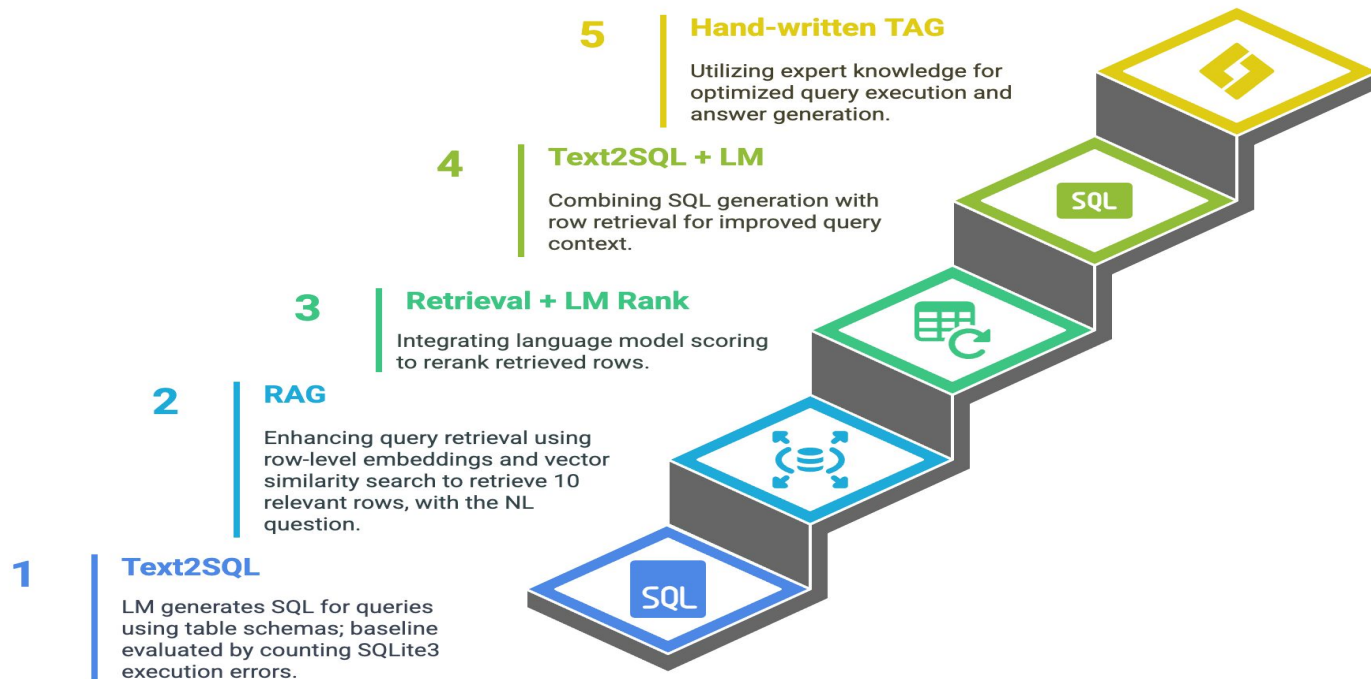 5
Hand-written TAG
Utilizing expert knowledge for
optimized query execution and
answer generation.
4
Text2SQL + LM
Combining SQL generation with
row retrieval for improved query
context.
SQL
3
Retrieval + LM Rank
Integrating language model scoring
to rerank retrieved rows.
2
RAG
Enhancing query retrieval using
row-level embeddings and vector
similarity search to retrieve 10
relevant rows, with the NL
question.
1
Text2SQL
LM generates SQL for queries
using table schemas; baseline
evaluated by counting SQLite3
execution errors.
SQL